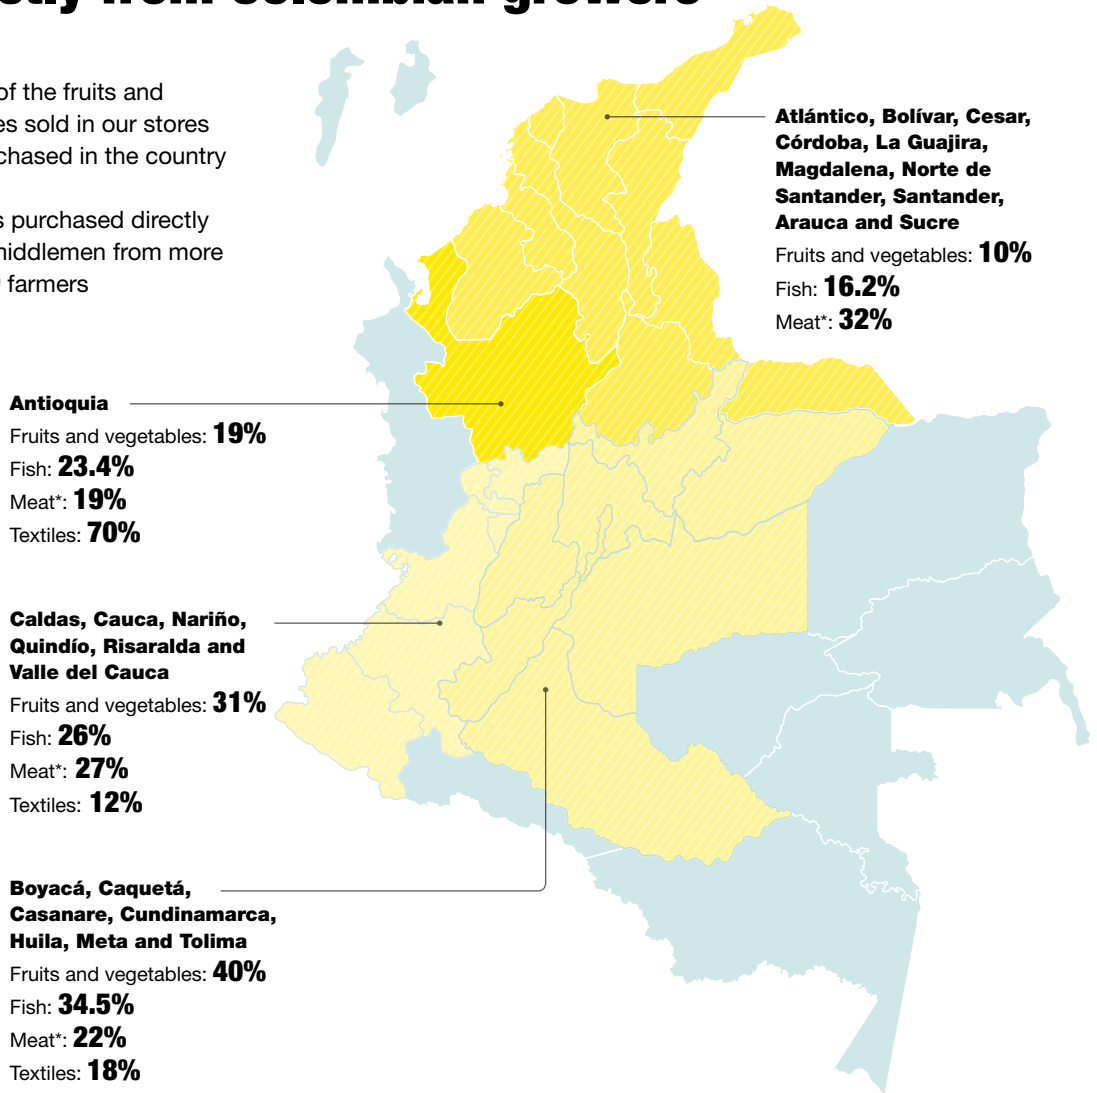 from colombian growers
of the fruits and
sold in our stores
in the country
purchased directly
from more
farmers
Atlántico, Bolívar, Cesar,
Córdoba, La Guajira,
Magdalena, Norte de
Santander, Santander,
Arauca and Sucre
Fruits and vegetables: 10%
Fish: 16.2%
Meat*: 32%
Antioquia
Fruits and vegetables: 19%
Fish: 23.4%
Meat*: 19%
Textiles: 70%
Caldas, Cauca, Nariño,
Quindío, Risaralda and
Valle del Cauca
Fruits and vegetables: 31%
Fish: 26%
Meat*: 27%
Textiles: 12%
Boyacá, Caquetá,
Casanare, Cundinamarca,
Huila, Meta and Tolima
Fruits and vegetables: 40%
Fish: 34.5%
Meat*: 22%
Textiles: 18%